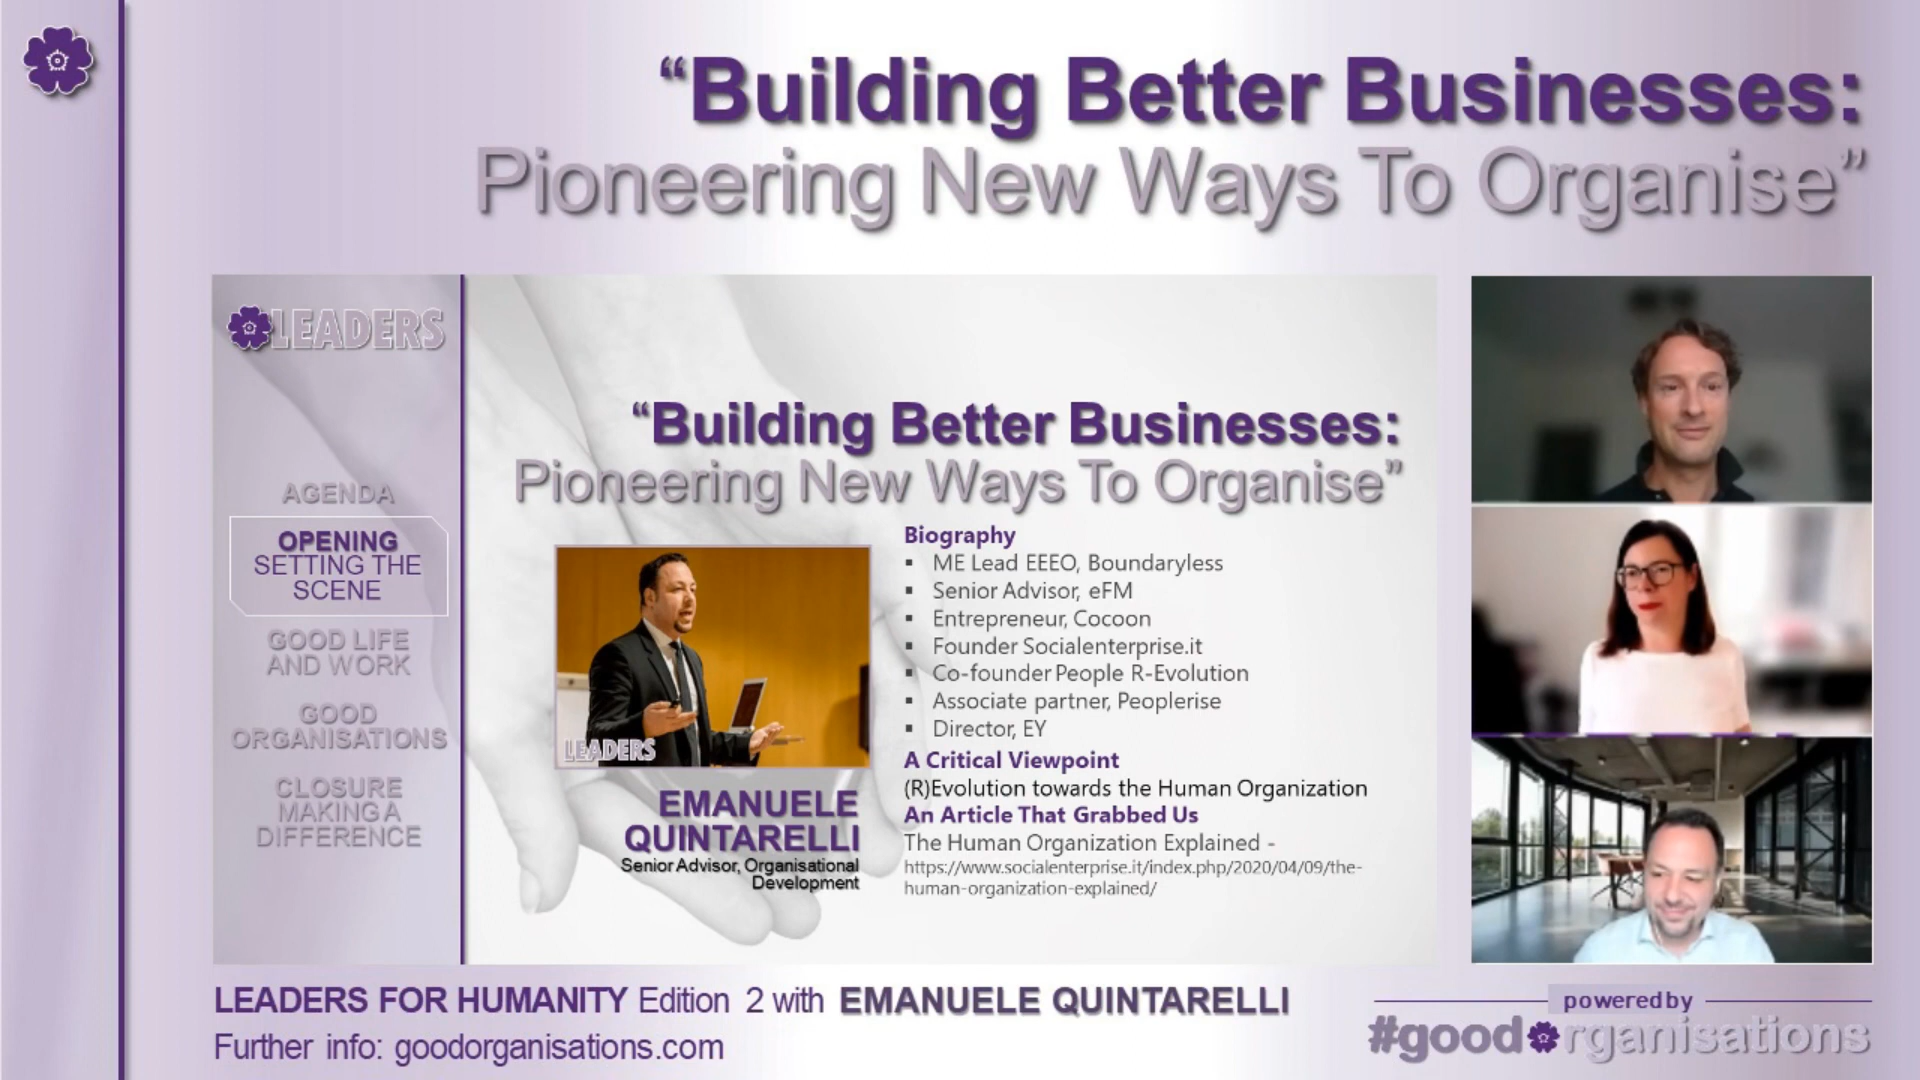 “Building Better Businesses:
Pioneering New Ways To Organise”
LEADERS
AGENDA
OPENING
SETTING THE
SCENE
GOOD LIFE
AND WORK
GOOD
ORGANISATIONS
CLOSURE
MAKING A
DIFFERENCE
“Building Better Businesses:
Pioneering New Ways To Organise”
LEADERS
EMANUELE
QUINTARELLI
Senior Advisor, Organisational
Development
Biography
▪ ME Lead EEEO, Boundaryless
▪ Senior Advisor, eFM
▪ Entrepreneur, Cocoon
▪ Founder Socialenterprise.it
▪ Co-founder People R-Evolution
▪ Associate partner, Peoplerise
▪ Director, EY
A Critical Viewpoint
(R)Evolution towards the Human Organization
An Article That Grabbed Us
The Human Organization Explained -
https://www.socialenterprise.it/index.php/2020/04/09/the-
human-organization-explained/
LEADERS FOR HUMANITY Edition 2 with EMANUELE QUINTARELLI
Further info: goodorganisations.com
powered by
#goodorganisations